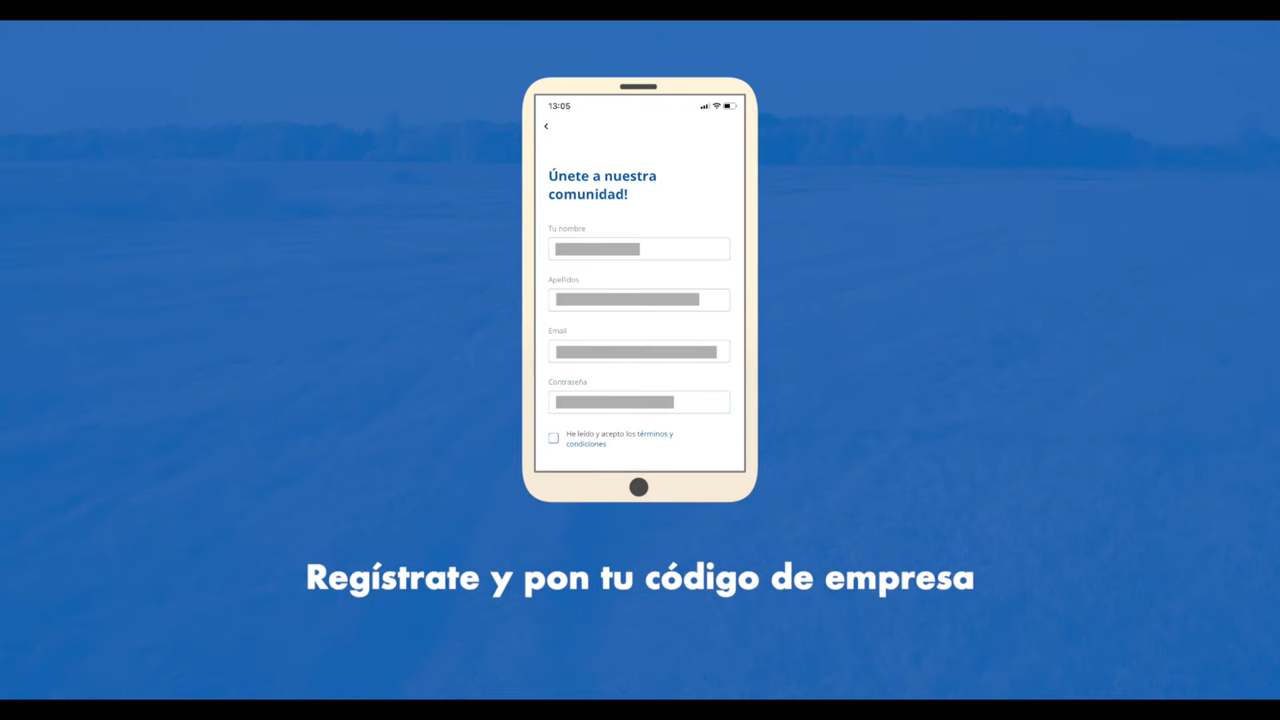 13:05
Únete a nuestra
comunidad!
Tu nombre
Apellidos
Email
Contraseña
He leído y acepto los términos y
condiciones
Regístrate y pon tu código de empresa